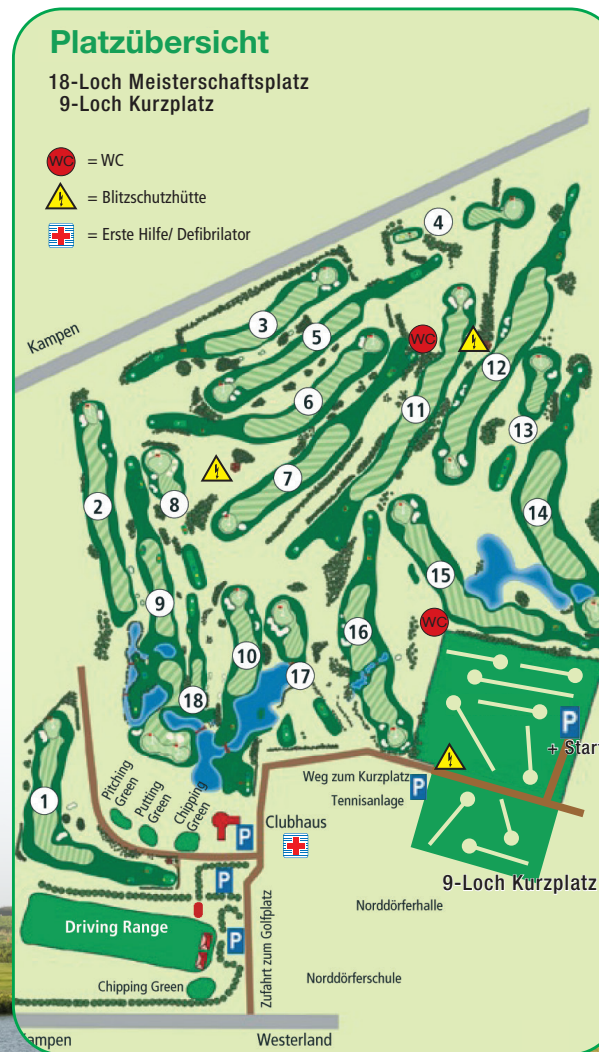 Platzübersicht
18-Loch Meisterschaftsplatz
9-Loch Kurzplatz
WC = WC
= Blitzschutzhütte
= Erste Hilfe/ Defibrilator
4
Kampen
3
5
WC
12
6
11
13
2
8
7
14
9
15
16
WC
10
17
18
P
+ Start
1
Pitching
Green
Putting
Green
Chipping
Green
P
Clubhaus
Weg zum Kurzplatz
Tennisanlage
P
9-Loch Kurzplatz
P
Driving Range
P
Norddörferhalle
Zufahrt zum Golfplatz
Chipping Green
Norddörferschule
ampen
Westerland